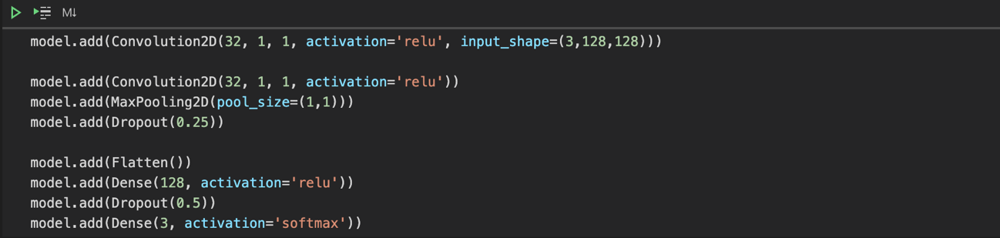 M↓
model.add(Convolution2D(32, 1, 1, activation='relu', input_shape=(3,128,128)))
model.add(Convolution2D(32, 1, 1, activation='relu'))
model.add(MaxPooling2D(pool_size=(1,1)))
model.add(Dropout(0.25))
model.add(Flatten())
model.add(Dense(128, activation='relu'))
model.add(Dropout(0.5))
model.add(Dense(3, activation='softmax'))